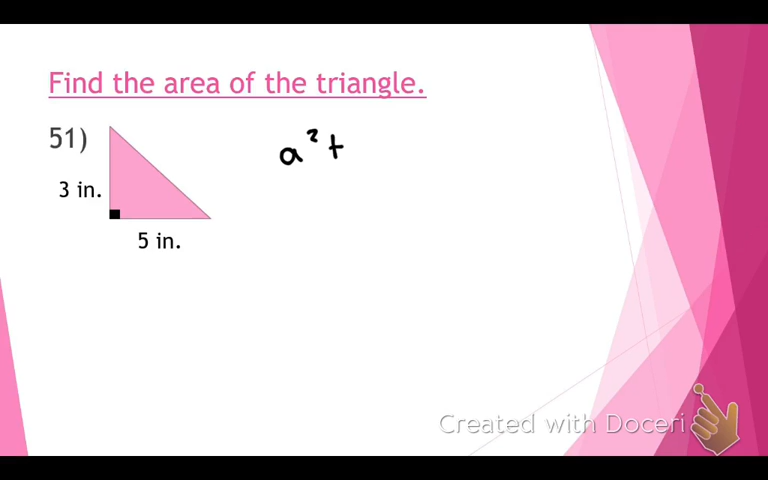 Find the area of the triangle.
51)
a² +
3 in.
5 in.
Created with Doceri